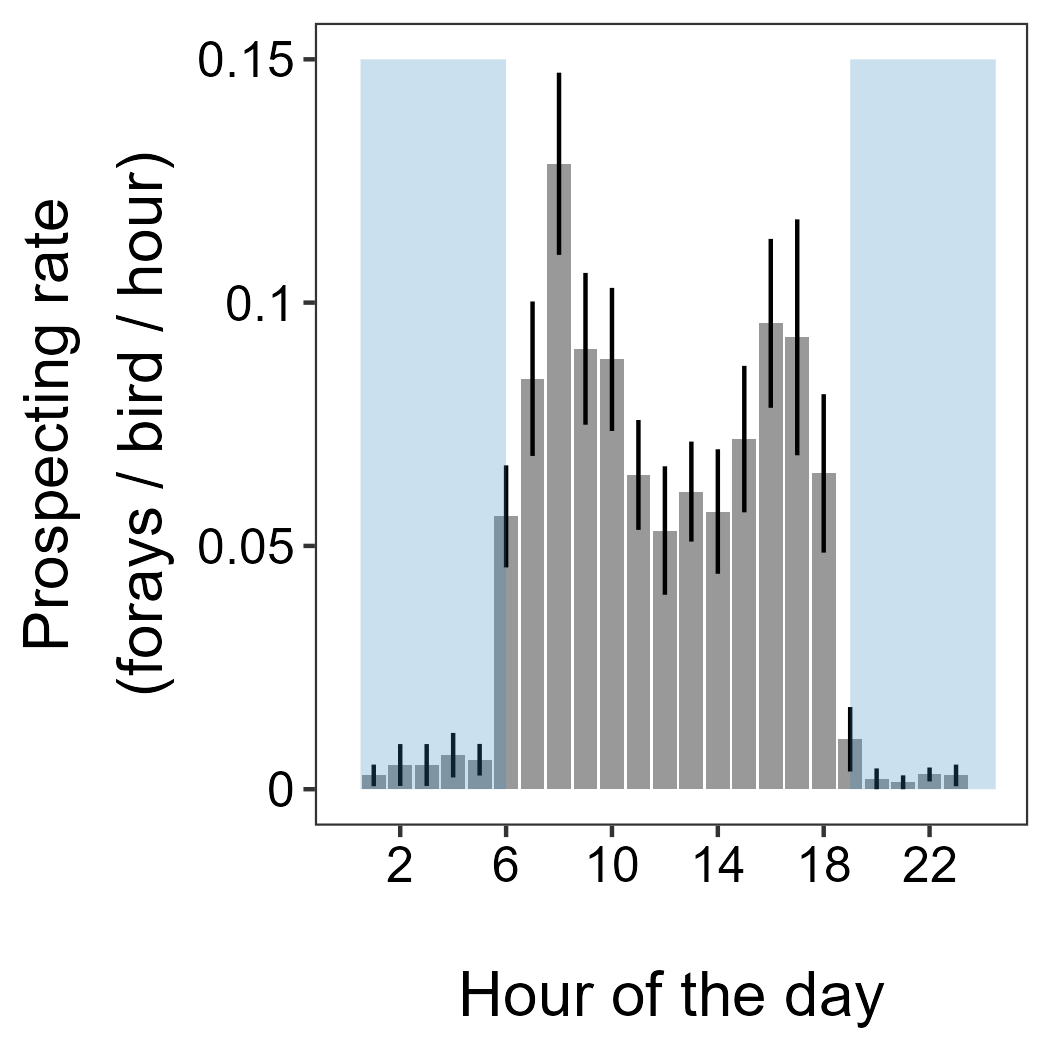 Prospecting rate
(forays / bird / hour)
0.15
0.1
0.05
0
2 6 10 14 18 22
Hour of the day